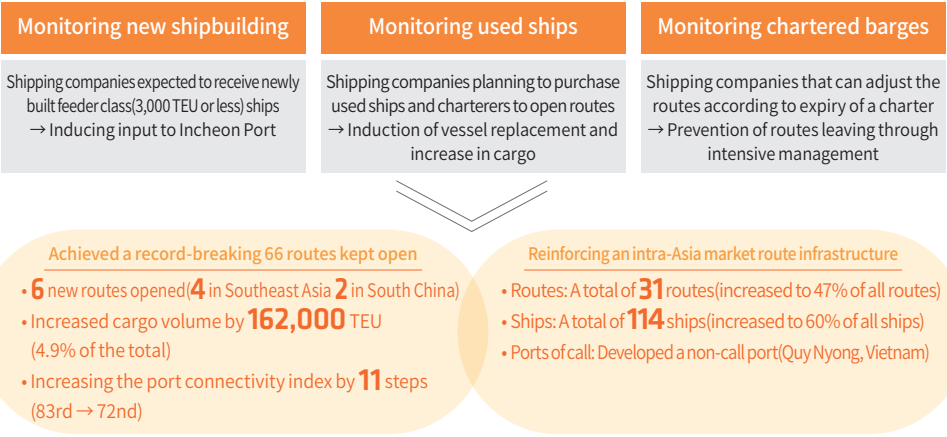 Monitoring new shipbuilding
Shipping companies expected to receive newly
built feeder class(3,000 TEU or less) ships
→ Inducing input to Incheon Port
Monitoring used ships
Shipping companies planning to purchase
used ships and charterers to open routes
→ Induction of vessel replacement and
increase in cargo
Monitoring chartered barges
Shipping companies that can adjust the
routes according to expiry of a charter
→ Prevention of routes leaving through
intensive management
Achieved a record-breaking 66 routes kept open
• 6 new routes opened(4 in Southeast Asia 2 in South China)
• Increased cargo volume by 162,000 TEU
(4.9% of the total)
• Increasing the port connectivity index by 11 steps
(83rd → 72nd)
Reinforcing an intra-Asia market route infrastructure
• Routes: A total of 31 routes(increased to 47% of all routes)
• Ships: A total of 114 ships(increased to 60% of all ships)
• Ports of call: Developed a non-call port(Quy Nyong, Vietnam)